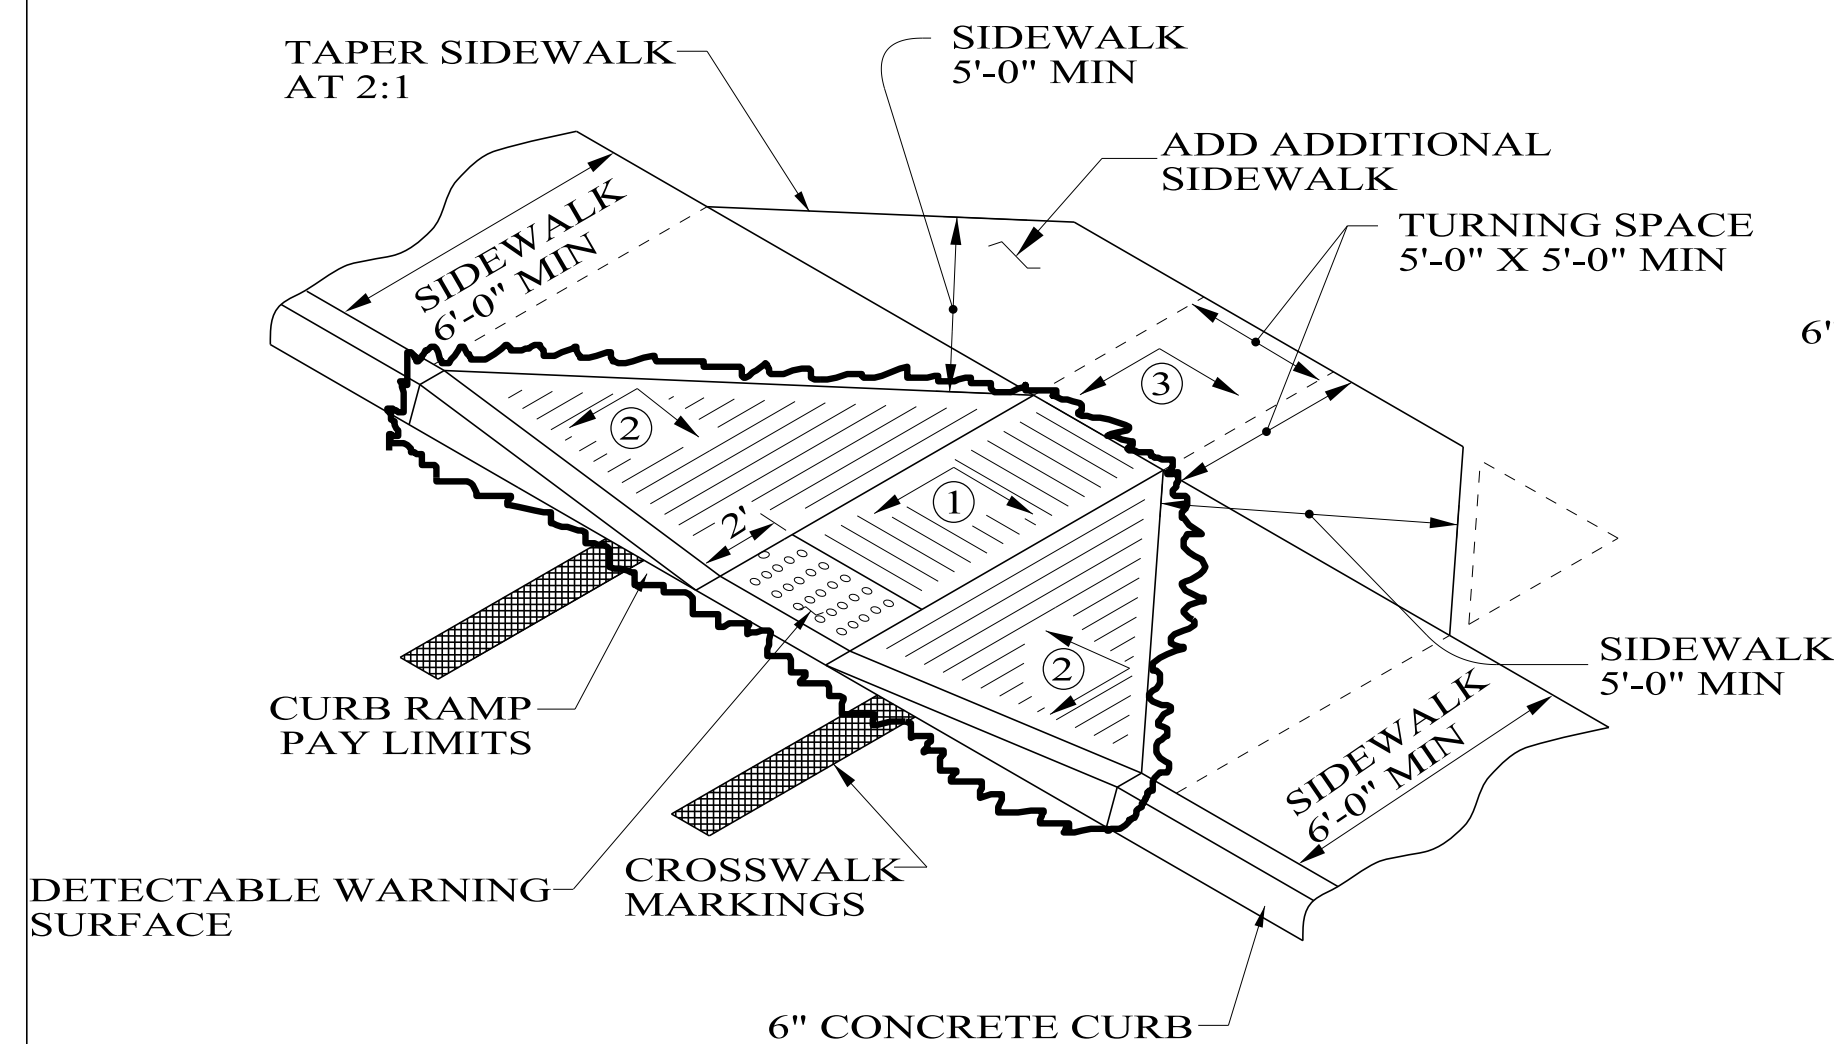 TAPER SIDEWALK
AT 2:1
SIDEWALK
5'-0" MIN
ADD ADDITIONAL
SIDEWALK
TURNING SPACE
5'-0" X 5'-0" MIN
6'
SIDEWALK
6'-0" MIN
3
2
1
2'
2
SIDEWALK
5'-0" MIN
CURB RAMP
PAY LIMITS
SIDEWALK
6'-0" MIN
DETECTABLE WARNING
SURFACE
CROSSWALK
MARKINGS
6" CONCRETE CURB